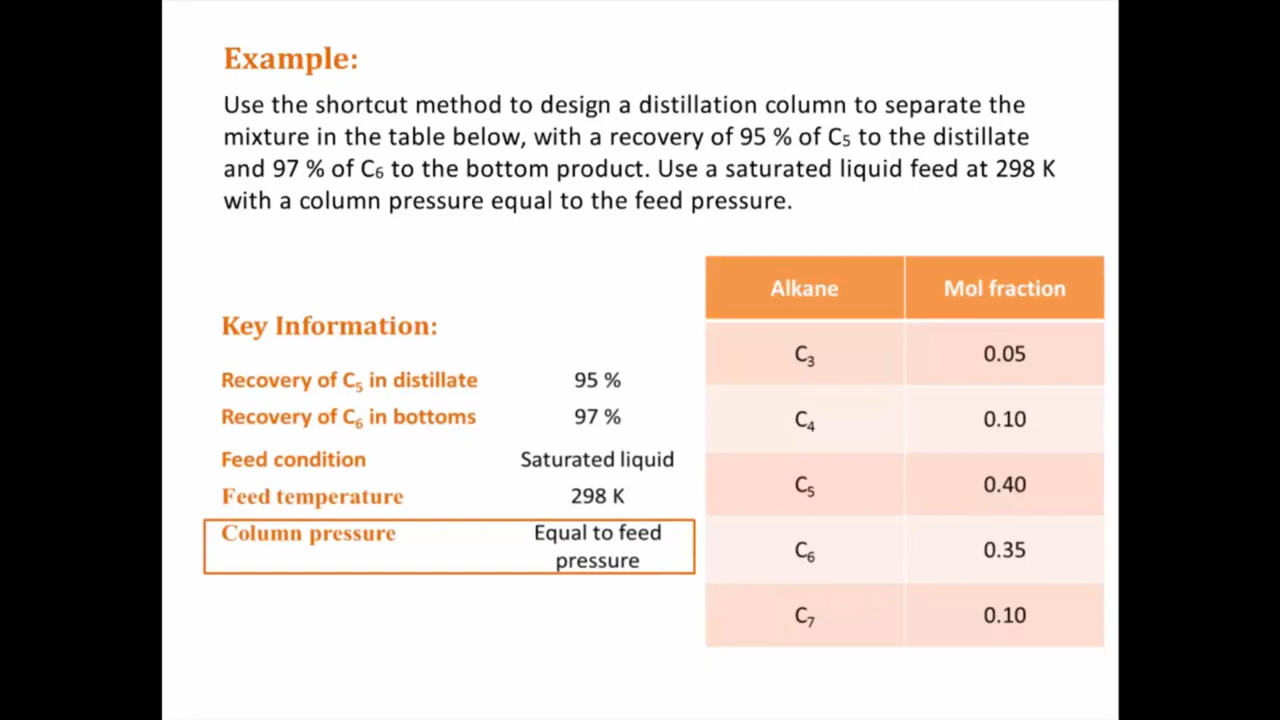 Example:
Use the shortcut method to design a distillation column to separate the
mixture in the table below, with a recovery of 95 % of C₅ to the distillate
and 97 % of C₆ to the bottom product. Use a saturated liquid feed at 298 K
with a column pressure equal to the feed pressure.
Key Information:
Recovery of C₅ in distillate 95 %
Recovery of C₆ in bottoms 97 %
Feed condition Saturated liquid
Feed temperature 298 K
Column pressure Equal to feed
pressure
Alkane Mol fraction
C₃ 0.05
C₄ 0.10
C₅ 0.40
C₆ 0.35
C₇ 0.10